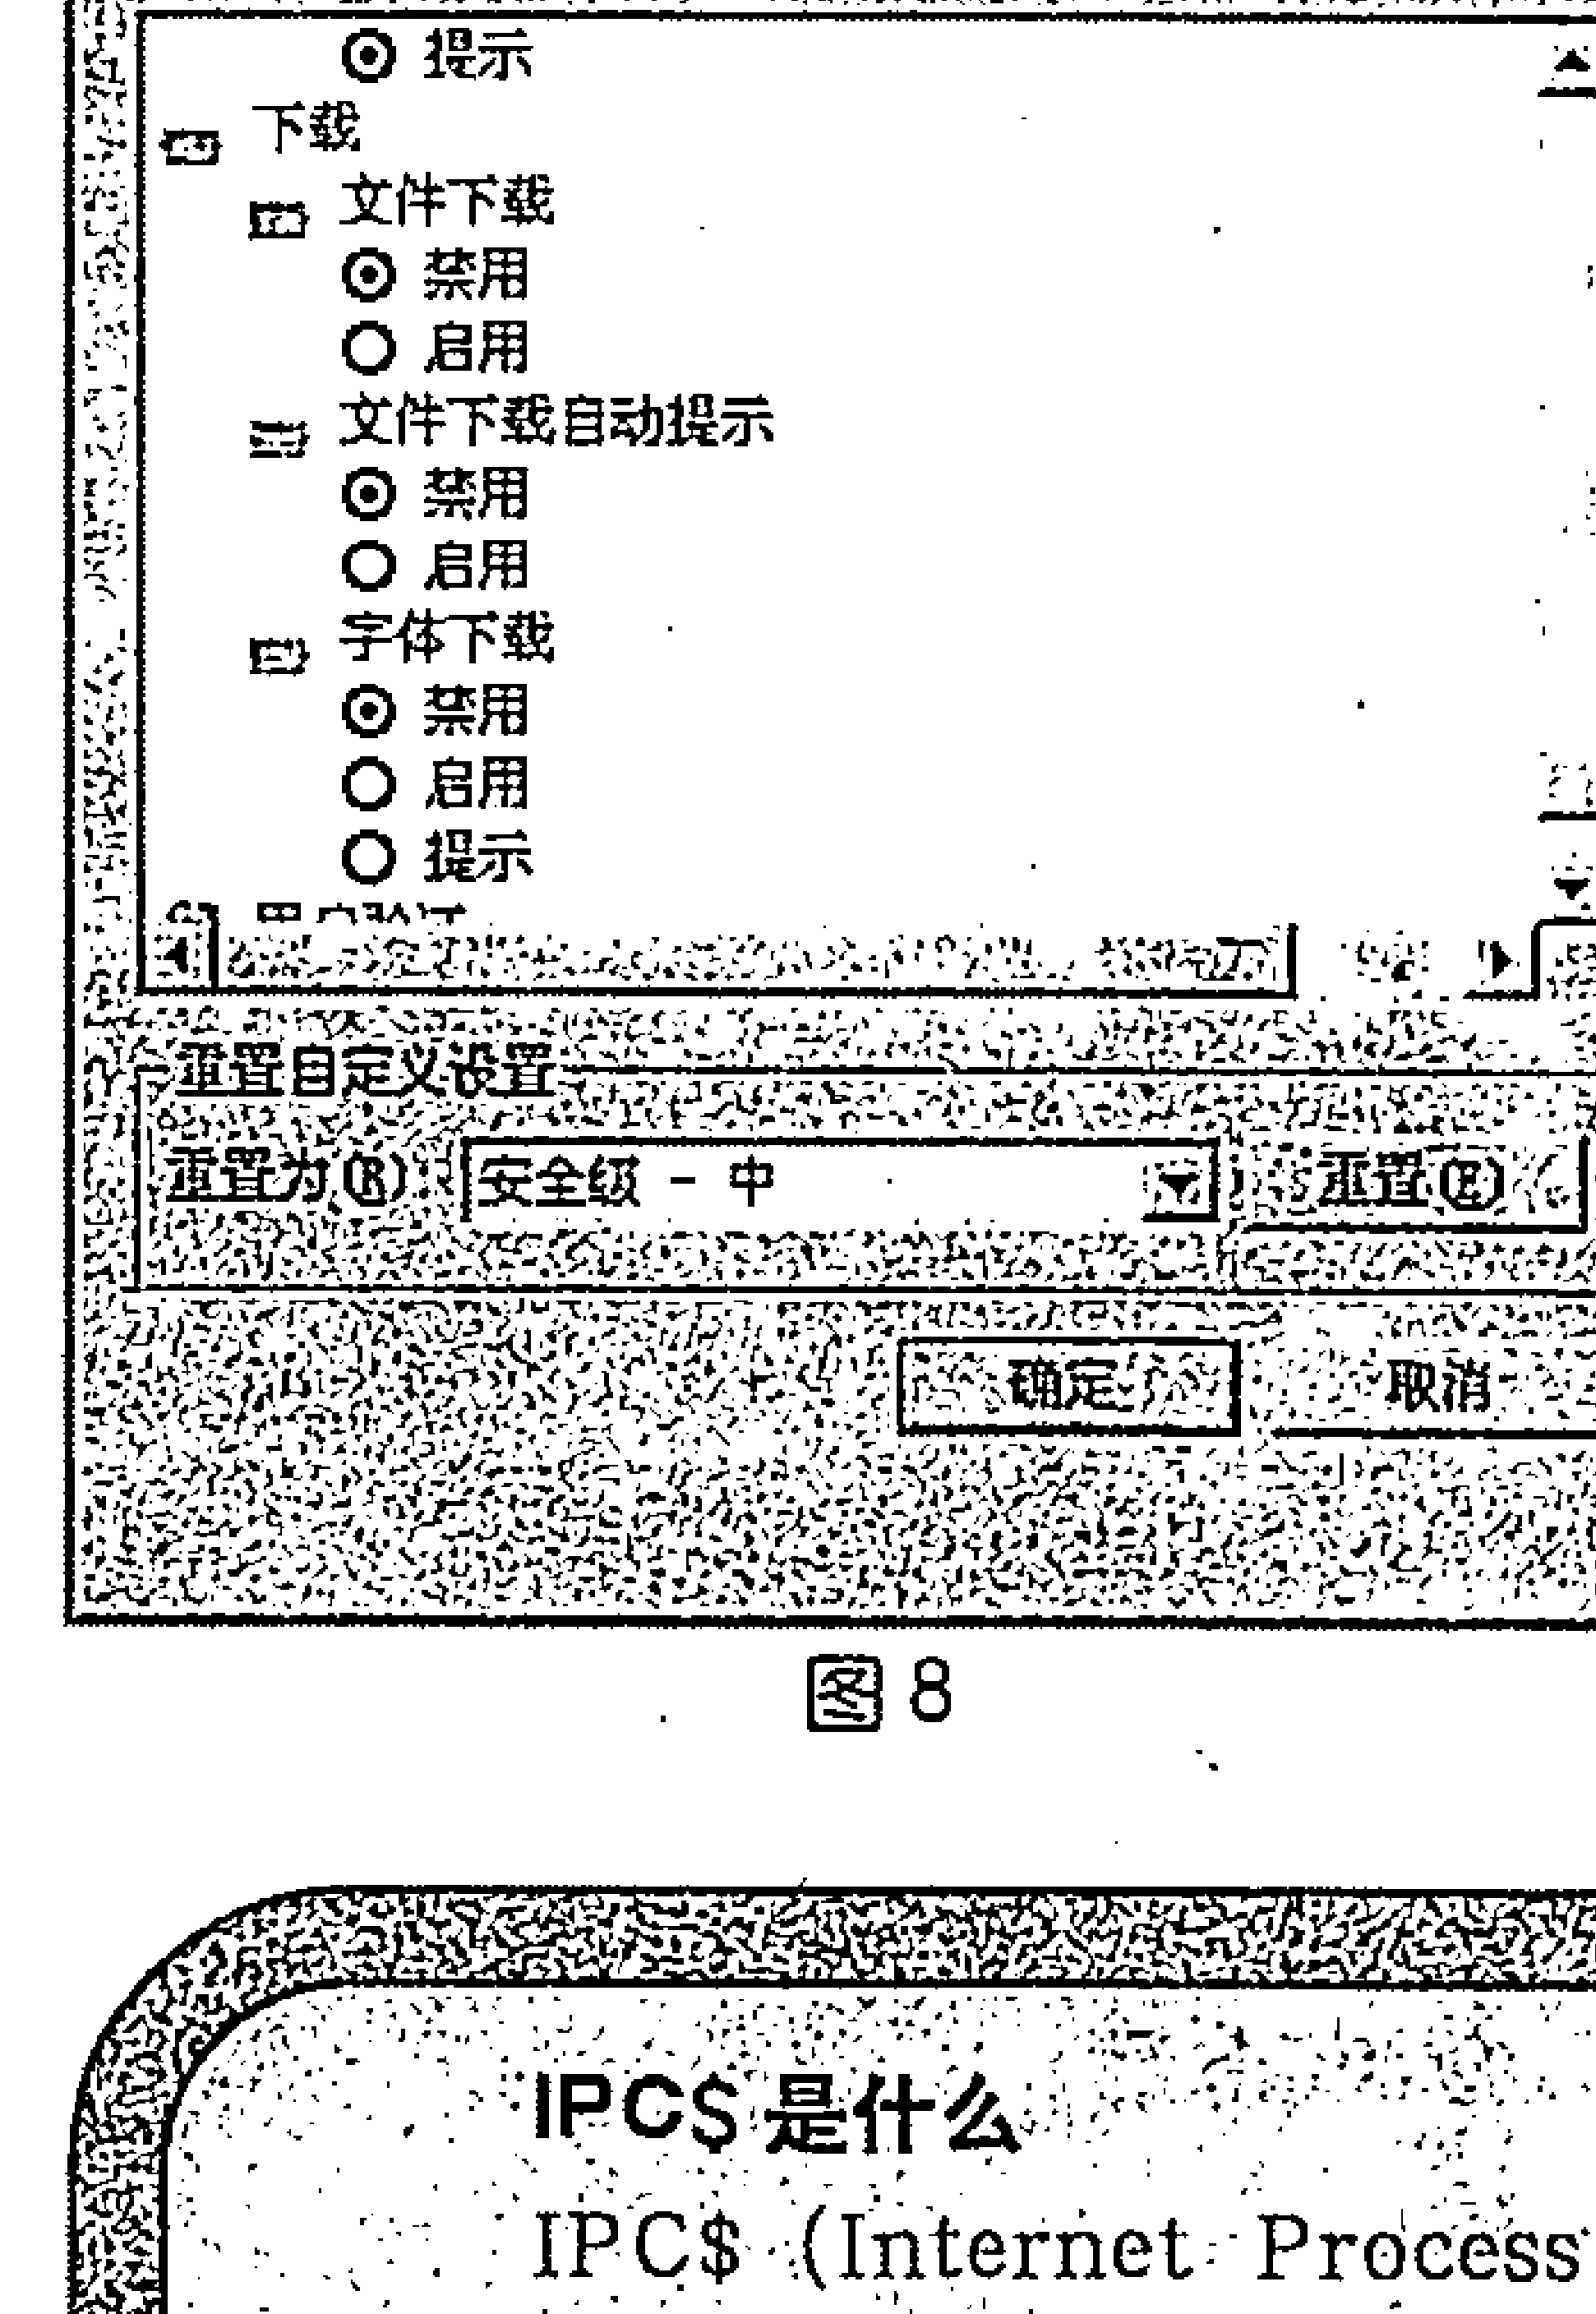 提示
下载
文件下载
禁用
启用
文件下载自动提示
禁用
启用
字体下载
禁用
启用
提示
重置自定义设置
重置为(R) 安全级 - 中 重置(E)
确定 取消
图 8
IPC$ 是什么
IPC$ (Internet Process